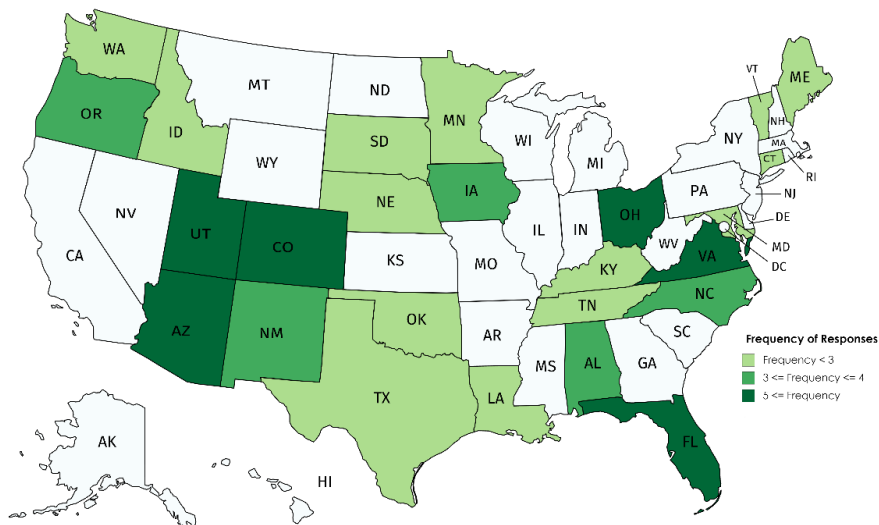 WA
MT
ND
MN
VT
ME
OR
ID
SD
WI
NY
NH
MA
WY
MI
CT
RI
IA
NE
PA
NJ
NV
UT
CO
IL
IN
OH
DE
CA
KS
MO
WV
VA
MD
KY
DC
AZ
NM
OK
TN
NC
AR
SC
Frequency of Responses
Frequency < 3
3 <= Frequency <= 4
5 <= Frequency
TX
LA
MS
AL
GA
AK
HI
FL